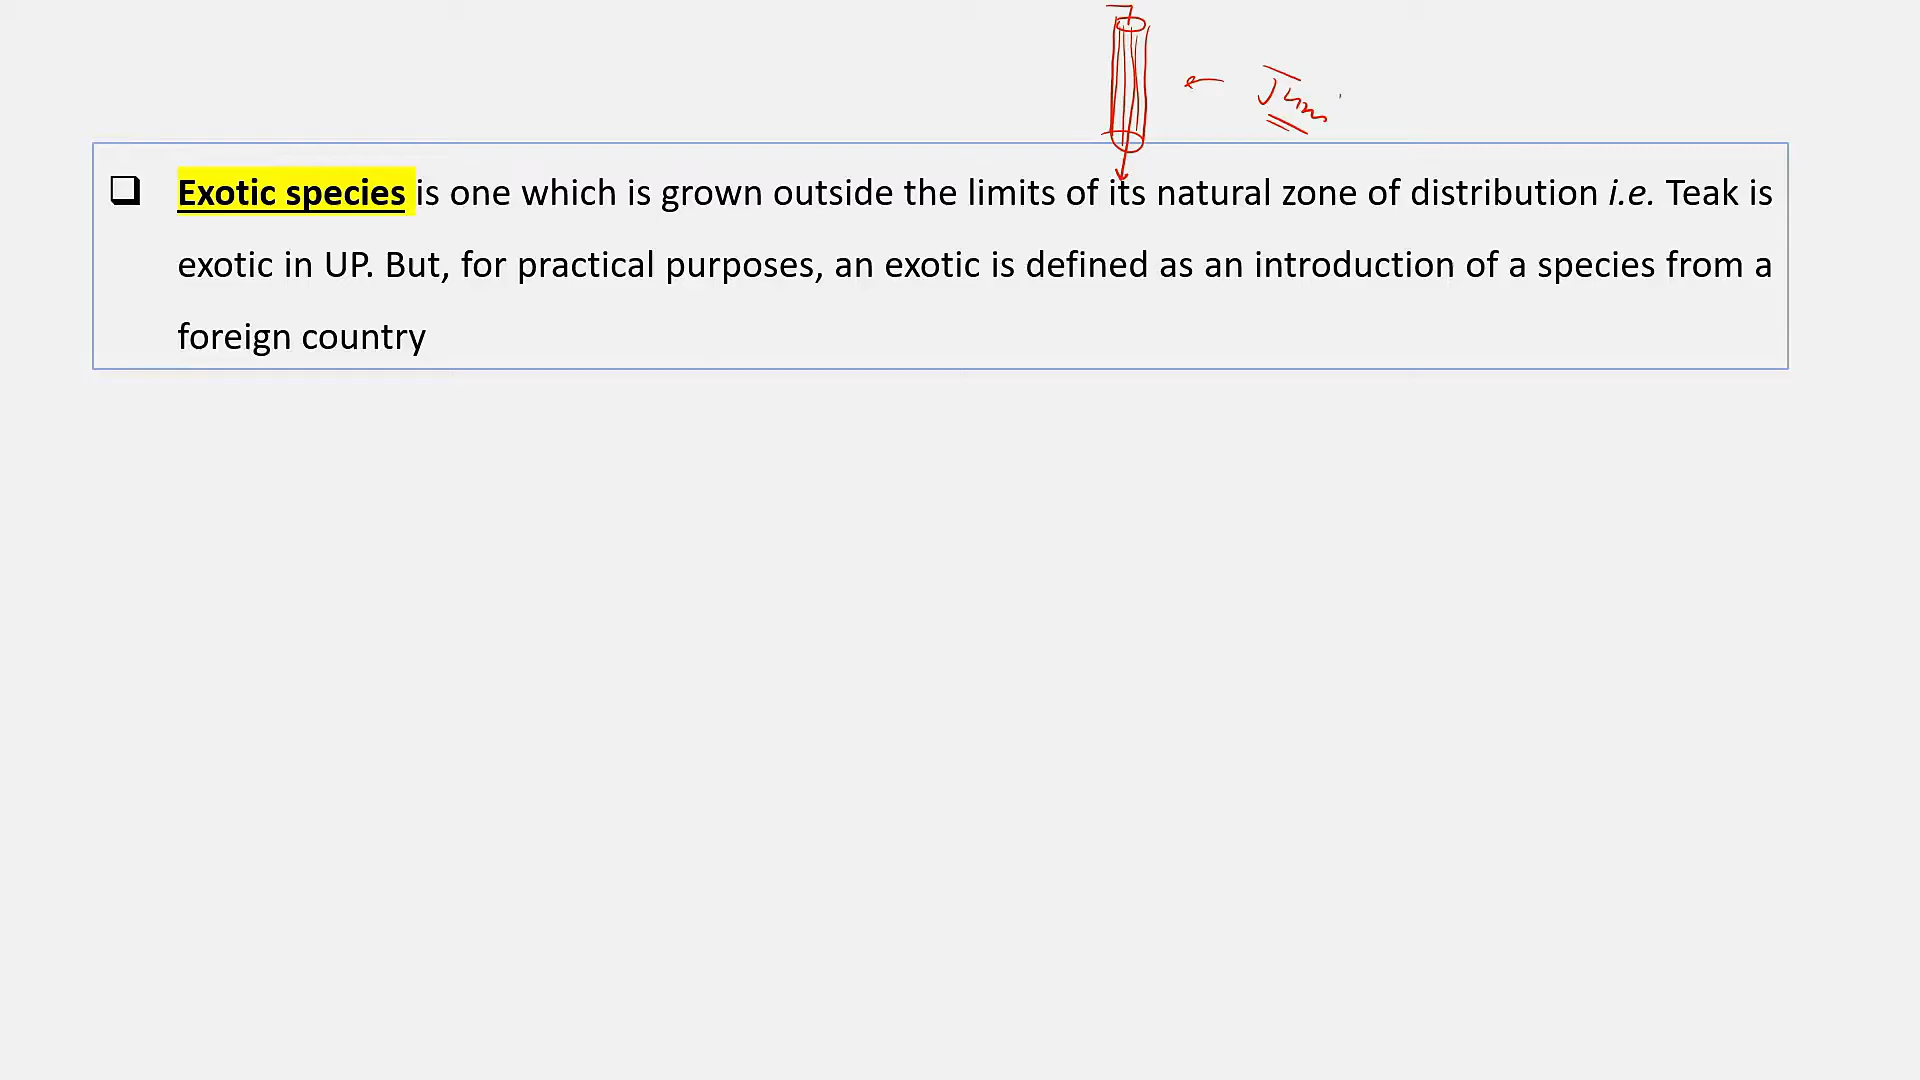 Exotic species is one which is grown outside the limits of its natural zone of distribution i.e. Teak is
exotic in UP. But, for practical purposes, an exotic is defined as an introduction of a species from a
foreign country